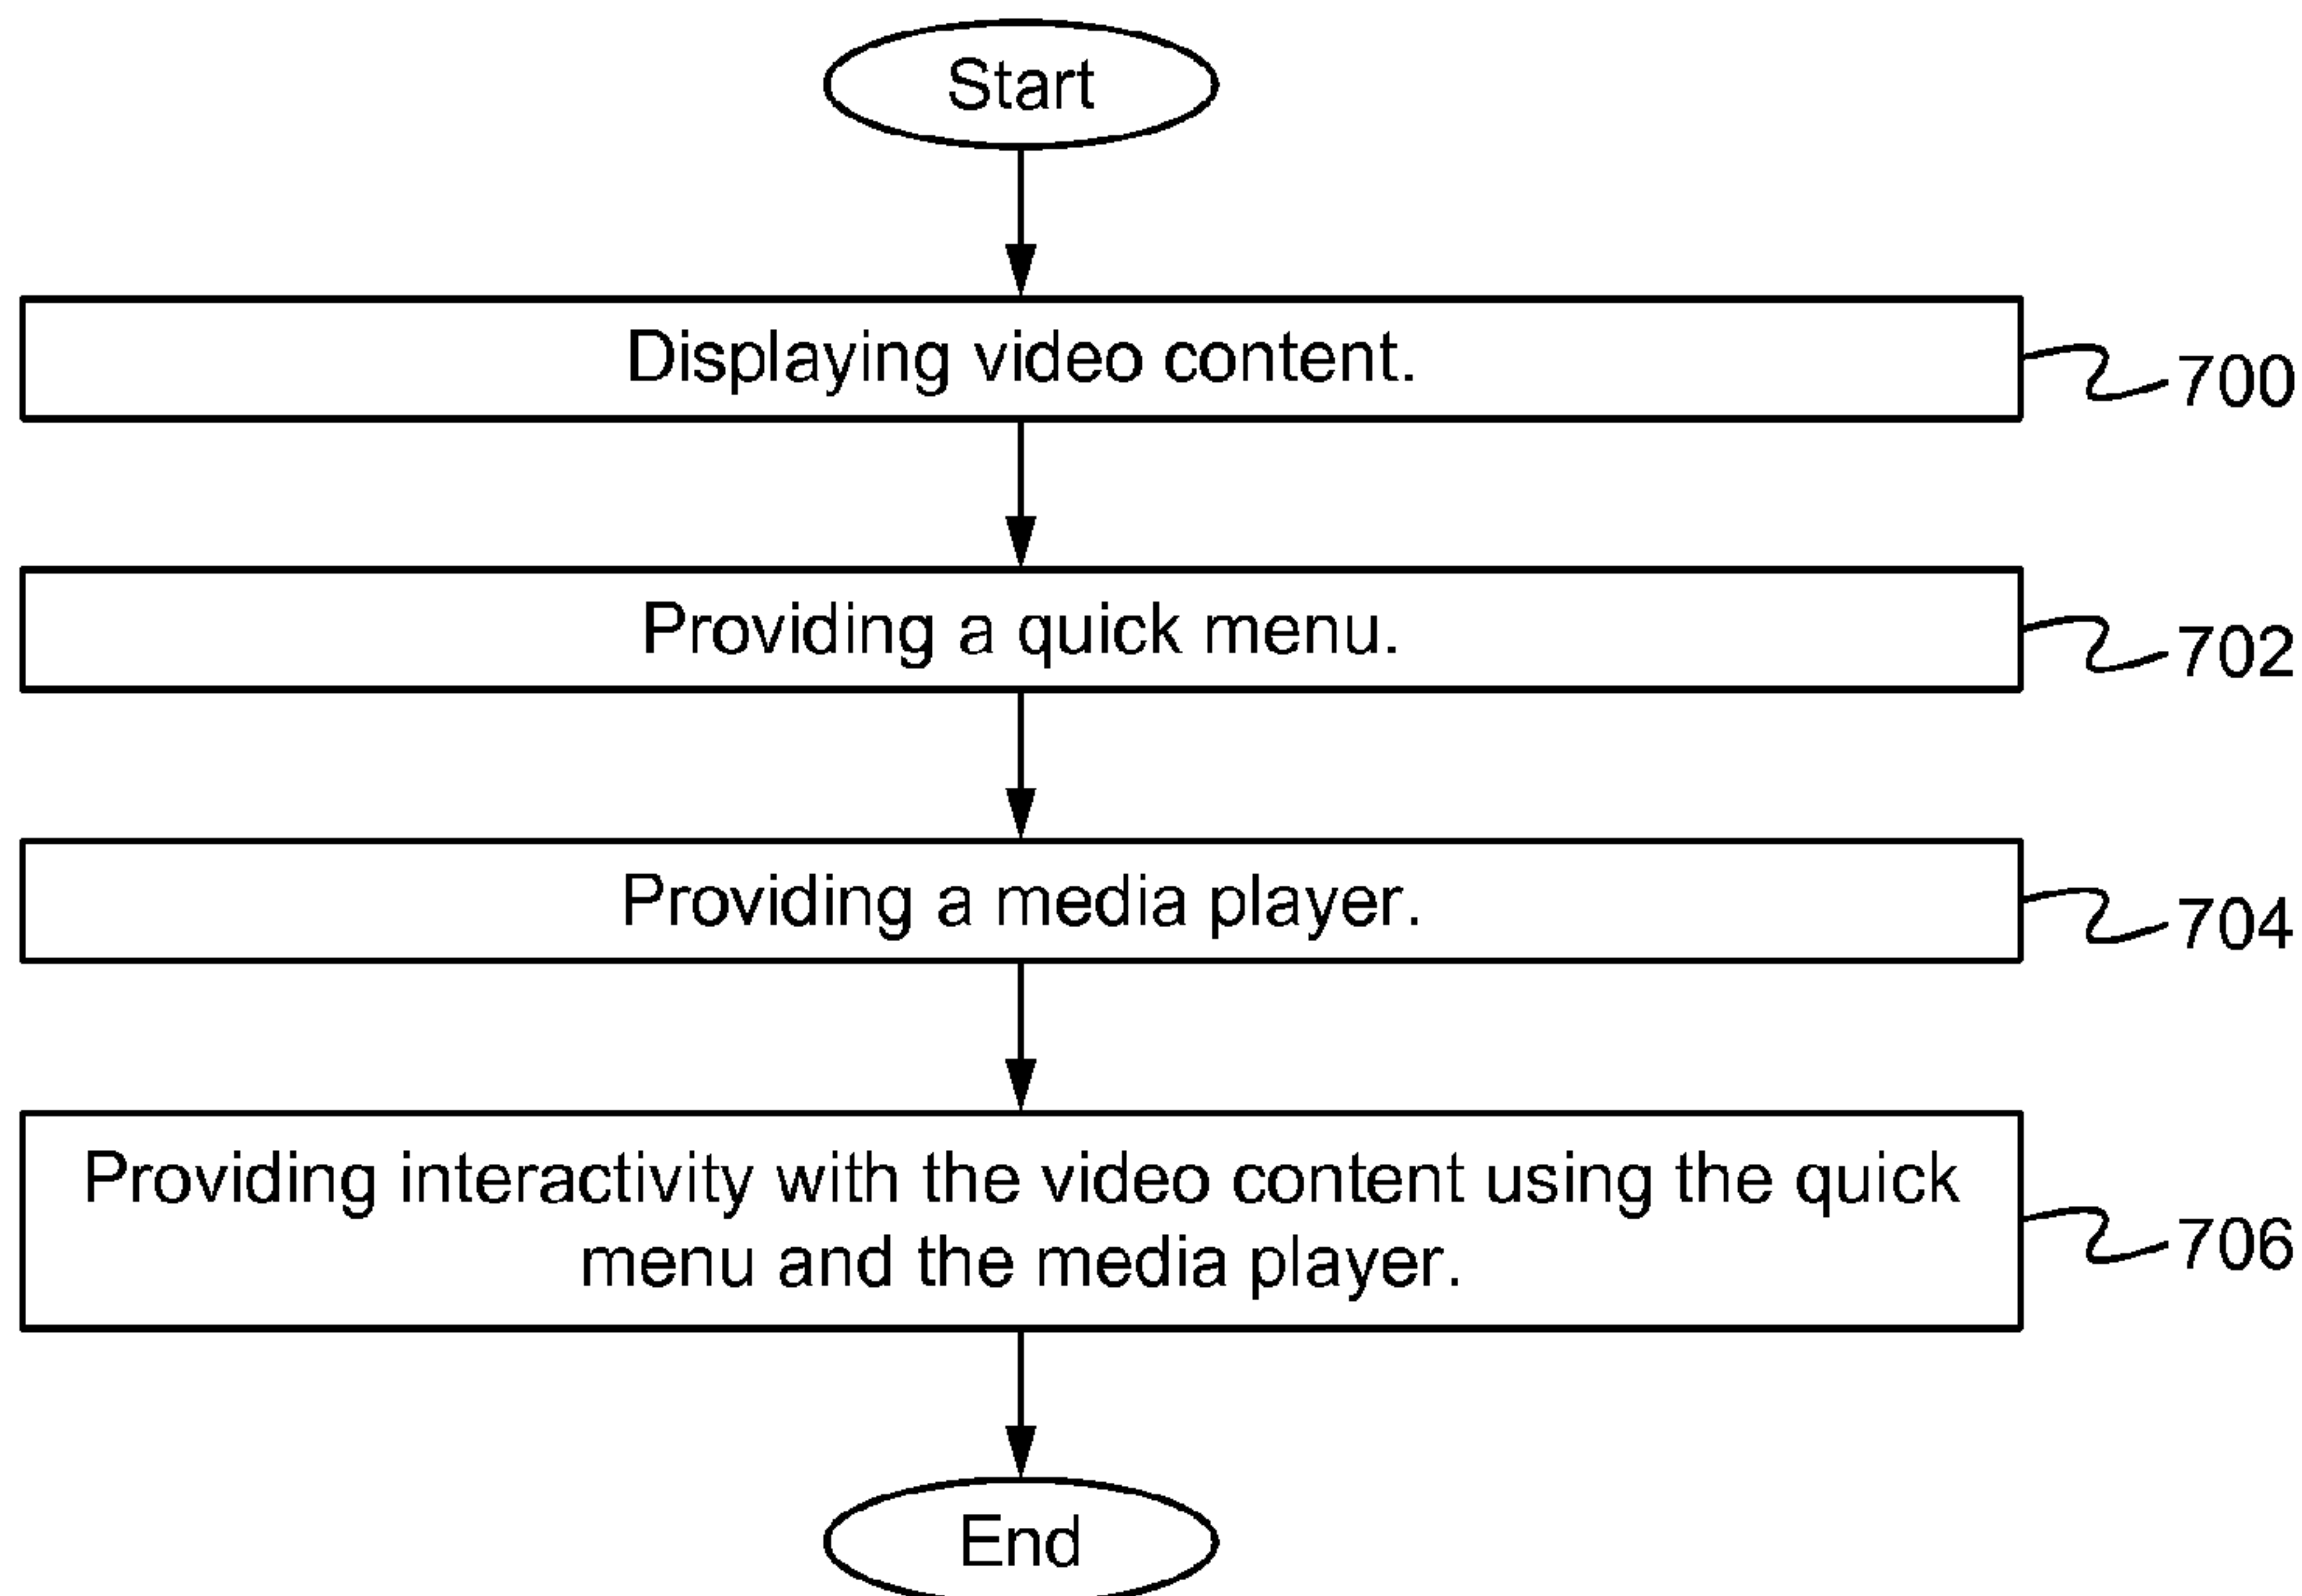 Start
Displaying video content.
700
Providing a quick menu.
702
Providing a media player.
704
Providing interactivity with the video content using the quick
menu and the media player.
706
End